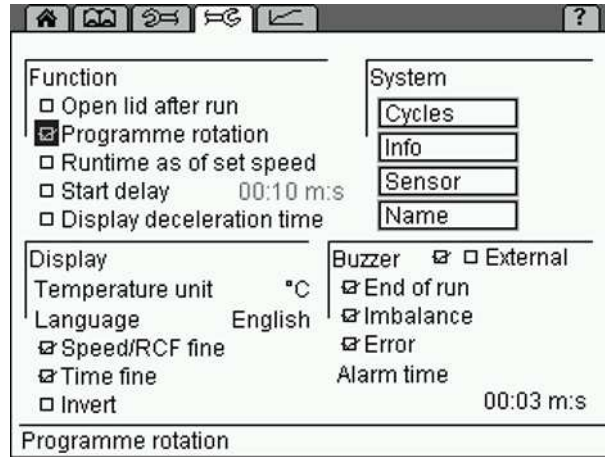 ?
Function
Open lid after run
Programme rotation
Runtime as of set speed
Start delay 00:10 m:s
Display deceleration time
System
Cycles
Info
Sensor
Name
Display
Temperature unit °C
Language English
Speed/RCF fine
Time fine
Invert
Buzzer External
End of run
Imbalance
Error
Alarm time
00:03 m:s
Programme rotation